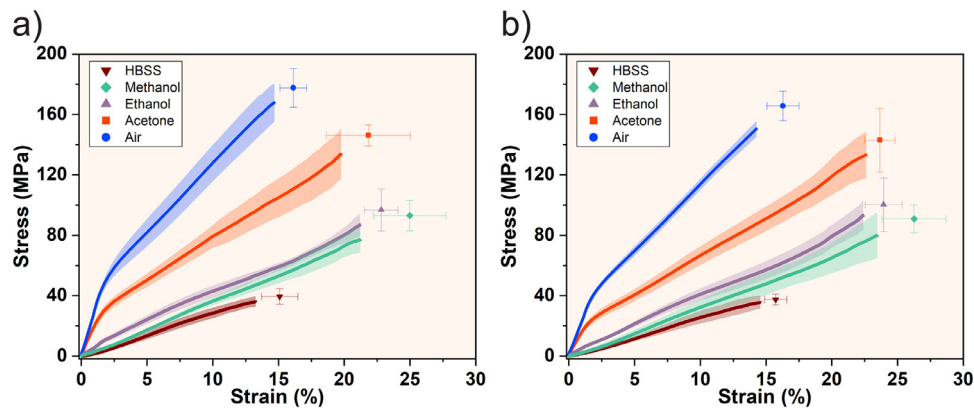 a)
200
160
120
80
40
0
Stress (MPa)
HBSS
Methanol
Ethanol
Acetone
Air
0 5 10 15 20 25 30
Strain (%)
b)
200
160
120
80
40
0
Stress (MPa)
HBSS
Methanol
Ethanol
Acetone
Air
0 5 10 15 20 25 30
Strain (%)